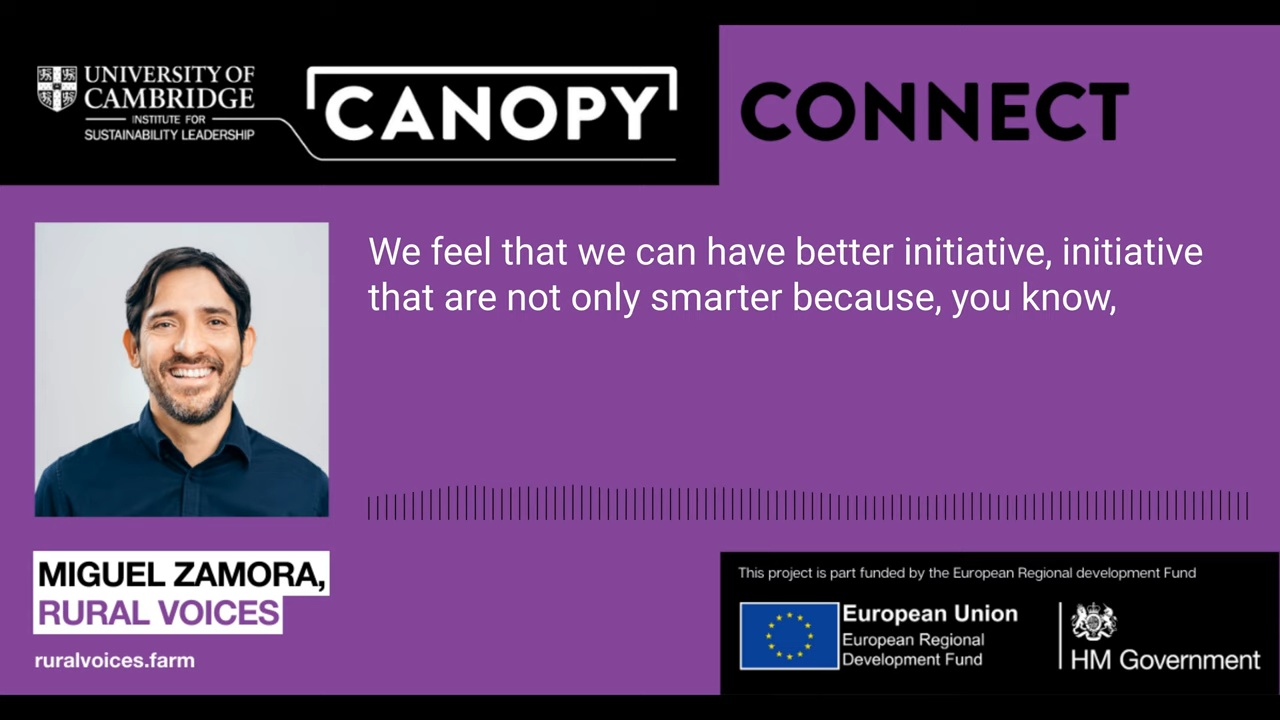 UNIVERSITY OF
CAMBRIDGE
INSTITUTE FOR
SUSTAINABILITY LEADERSHIP
CANOPY
CONNECT
We feel that we can have better initiative, initiative
that are not only smarter because, you know,
MIGUEL ZAMORA,
RURAL VOICES
ruralvoices.farm
This project is part funded by the European Regional development Fund
European Union
European Regional
Development Fund
HM Government